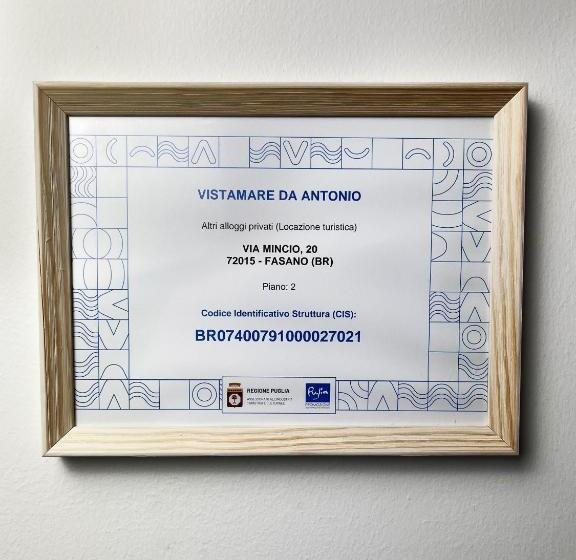 VISTAMARE DA ANTONIO
Altri alloggi privati (Locazione turistica)
VIA MINCIO, 20
72015 - FASANO (BR)
Piano: 2
Codice Identificativo Struttura (CIS):
BR07400791000027021
REGIONE PUGLIA
Puglia